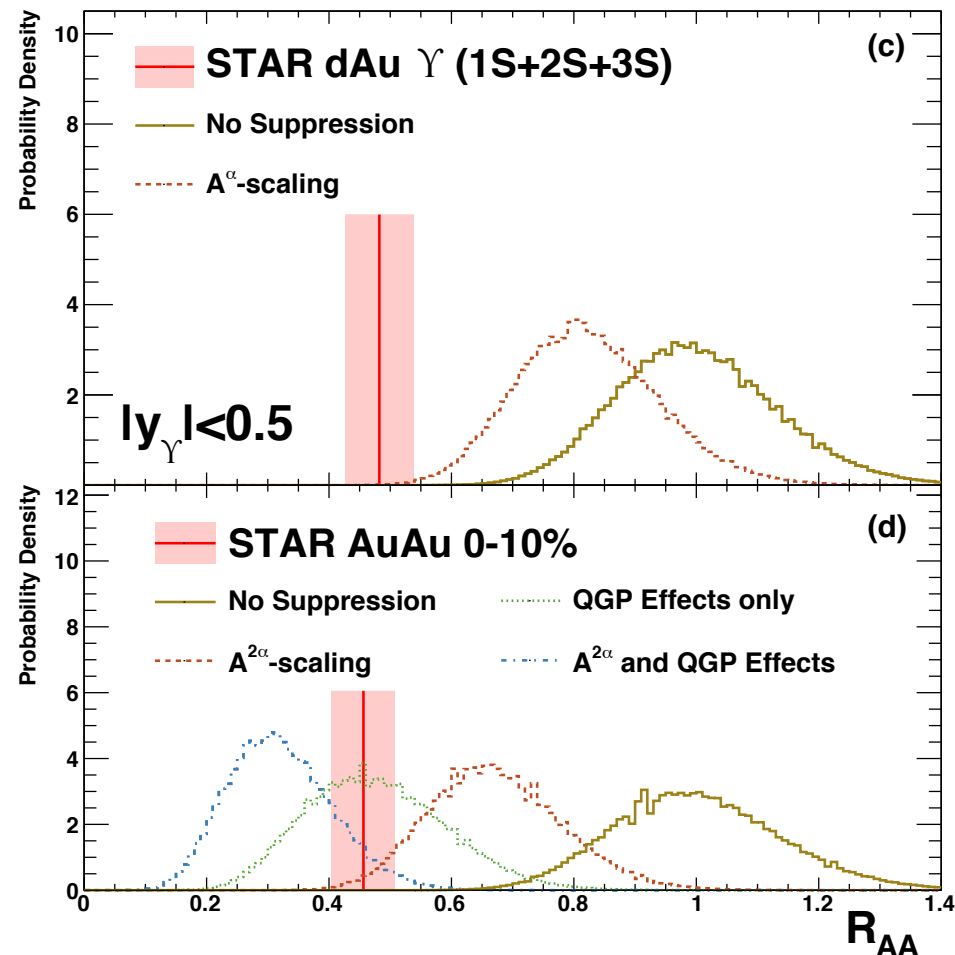 Probability Density
10
8
6
4
2
(c)
STAR dAu ϒ (1S+2S+3S)
No Suppression
A^α-scaling
|y_ϒ|<0.5
Probability Density
12
10
8
6
4
2
0
(d)
STAR AuAu 0-10%
No Suppression
QGP Effects only
A^2α-scaling
A^2α and QGP Effects
0 0.2 0.4 0.6 0.8 1 1.2 1.4
R_AA